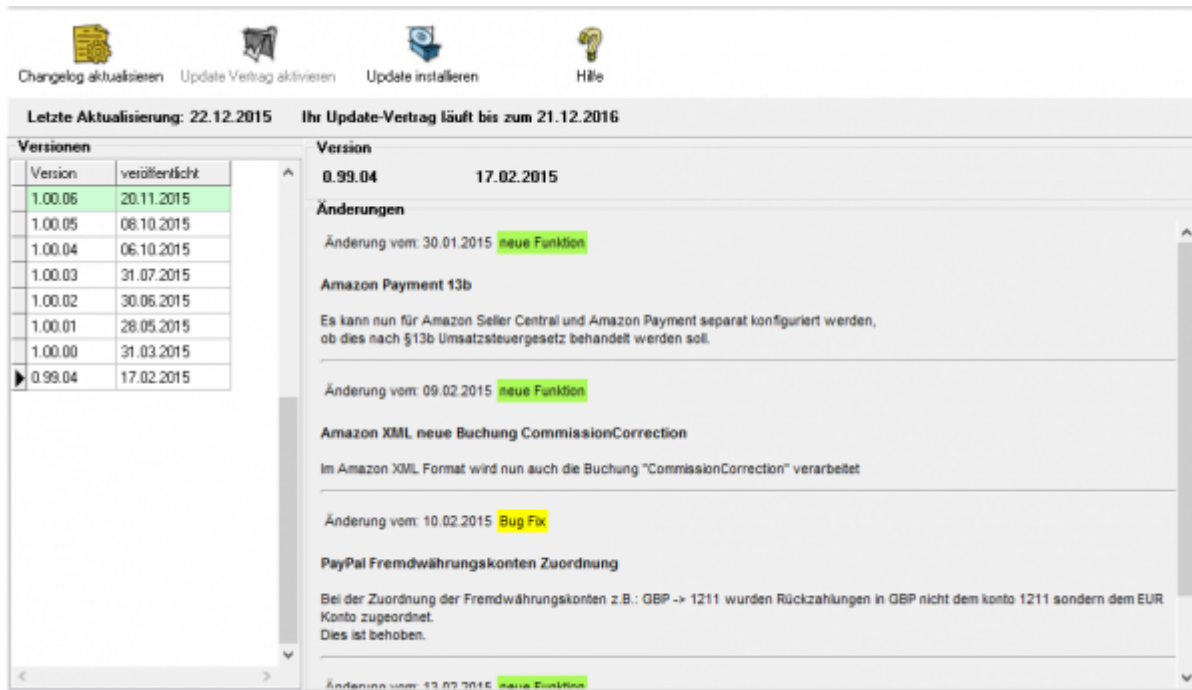 Changelog aktualisieren Update Vertrag aktivieren Update installieren Hilfe
Letzte Aktualisierung: 22.12.2015 Ihr Update-Vertrag läuft bis zum 21.12.2016
Versionen
Version veröffentlicht
1.00.06 20.11.2015
1.00.05 08.10.2015
1.00.04 06.10.2015
1.00.03 31.07.2015
1.00.02 30.06.2015
1.00.01 28.05.2015
1.00.00 31.03.2015
0.99.04 17.02.2015
Version
0.99.04 17.02.2015
Änderungen
Änderung vom: 30.01.2015 neue Funktion
Amazon Payment 13b
Es kann nun für Amazon Seller Central und Amazon Payment separat konfiguriert werden,
ob dies nach §13b Umsatzsteuergesetz behandelt werden soll.
Änderung vom: 09.02.2015 neue Funktion
Amazon XML neue Buchung CommissionCorrection
Im Amazon XML Format wird nun auch die Buchung "CommissionCorrection" verarbeitet
Änderung vom: 10.02.2015 Bug Fix
PayPal Fremdwährungskonten Zuordnung
Bei der Zuordnung der Fremdwährungskonten z.B.: GBP -> 1211 wurden Rückzahlungen in GBP nicht dem konto 1211 sondern dem EUR
Konto zugeordnet.
Dies ist behoben.
Änderung vom: 13.02.2015 neue Funktion